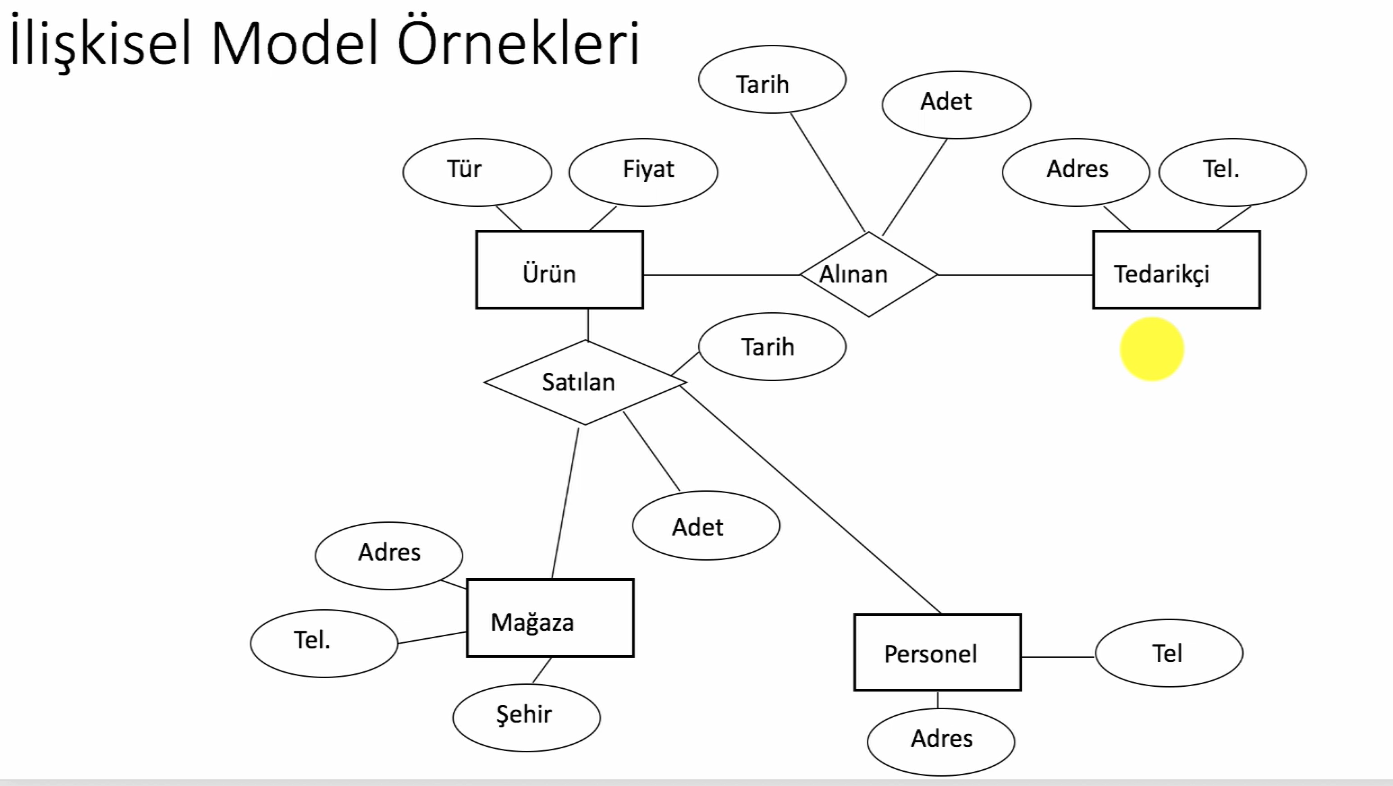 İlişkisel Model Örnekleri
Tarih
Adet
Tür
Fiyat
Adres
Tel.
Ürün
Alınan
Tedarikçi
Tarih
Satılan
Adet
Adres
Mağaza
Tel.
Personel
Tel
Şehir
Adres